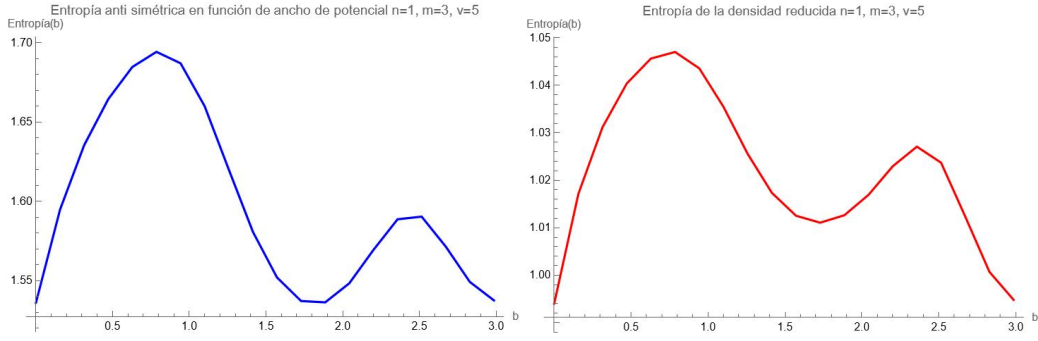 Entropía anti simétrica en función de ancho de potencial n=1, m=3, v=5
Entropía(b)
1.70
1.65
1.60
1.55
0.5 1.0 1.5 2.0 2.5 3.0 b
Entropía de la densidad reducida n=1, m=3, v=5
Entropía(b)
1.05
1.04
1.03
1.02
1.01
1.00
0.5 1.0 1.5 2.0 2.5 3.0 b